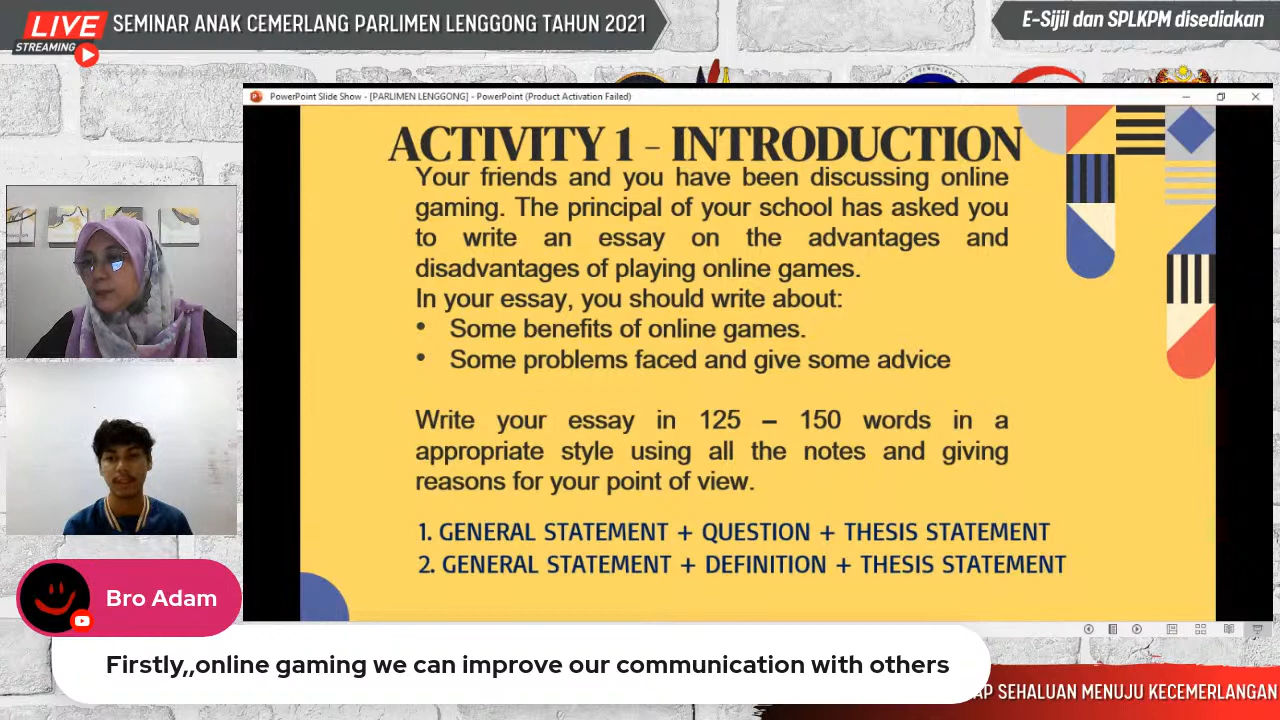 LIVE
STREAMING
SEMINAR ANAK CEMERLANG PARLIMEN LENGGONG TAHUN 2021
E-Sijil dan SPLKPM disediakan
PowerPoint Slide Show - [PARLIMEN LENGGONG] - PowerPoint (Product Activation Failed)
ACTIVITY 1 – INTRODUCTION
Your friends and you have been discussing online
gaming. The principal of your school has asked you
to write an essay on the advantages and
disadvantages of playing online games.
In your essay, you should write about:
• Some benefits of online games.
• Some problems faced and give some advice
Write your essay in 125 – 150 words in a
appropriate style using all the notes and giving
reasons for your point of view.
1. GENERAL STATEMENT + QUESTION + THESIS STATEMENT
2. GENERAL STATEMENT + DEFINITION + THESIS STATEMENT
Bro Adam
Firstly,,online gaming we can improve our communication with others
AP SEHALUAN MENUJU KECEMERLANGAN